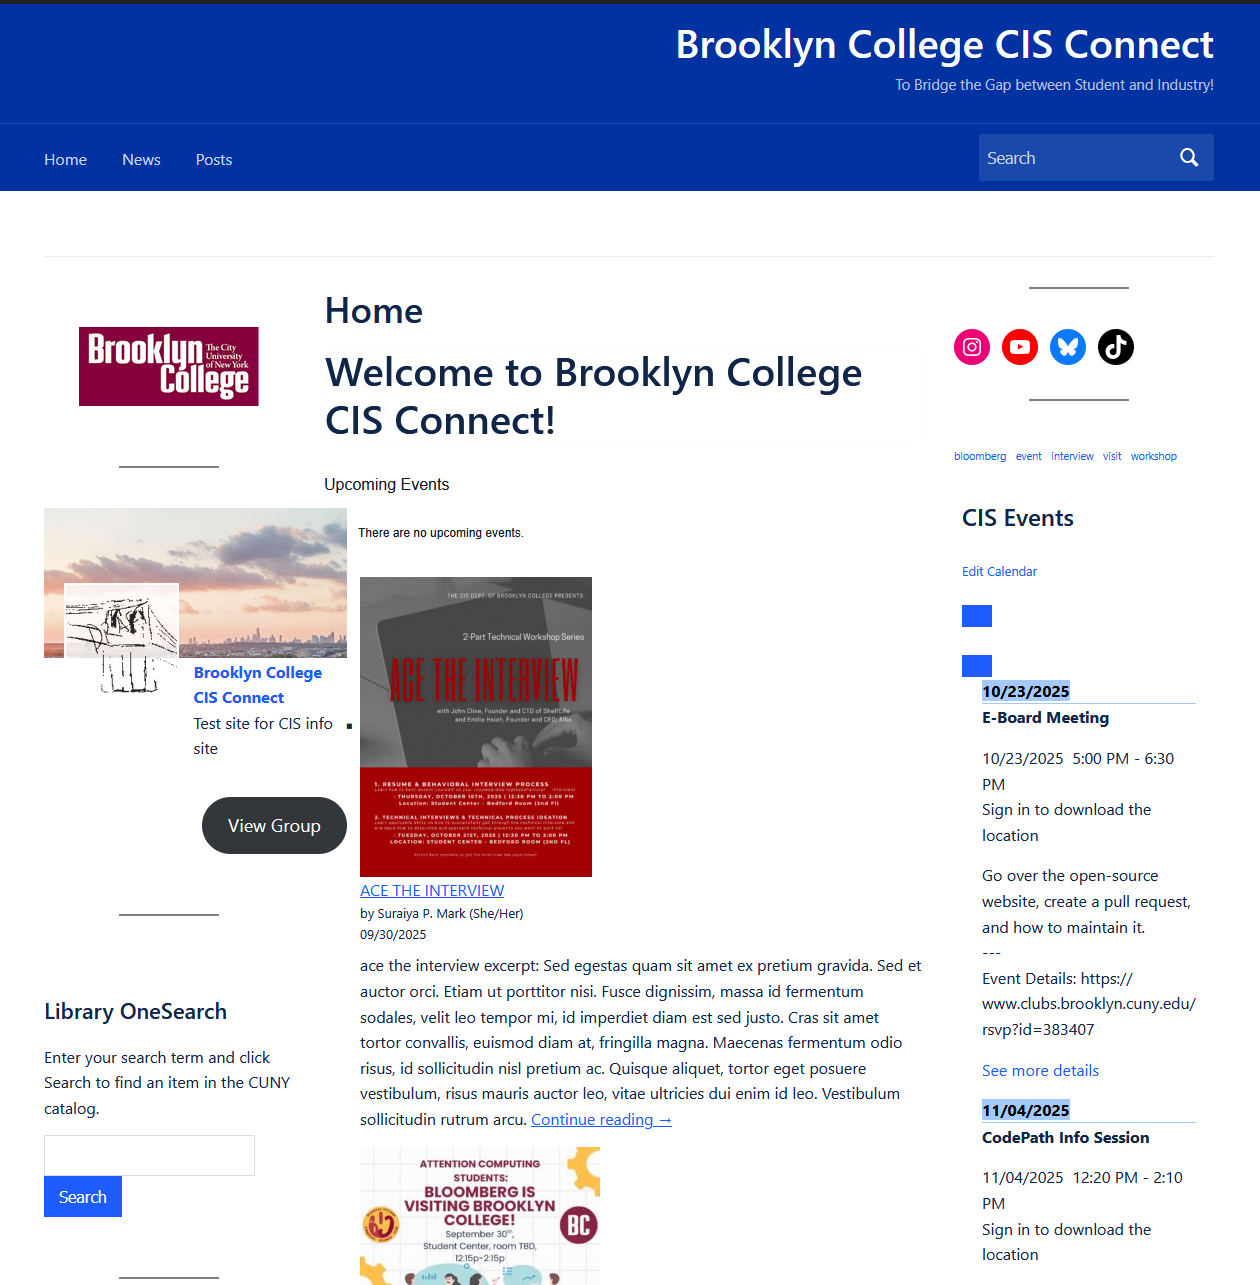 Brooklyn College CIS Connect
To Bridge the Gap between Student and Industry!
Home
News
Posts
Search
Brooklyn College
The City University of New York
Brooklyn College
CIS Connect
Test site for CIS info
site
View Group
Library OneSearch
Enter your search term and click
Search to find an item in the CUNY
catalog.
Search
Home
Welcome to Brooklyn College
CIS Connect!
Upcoming Events
There are no upcoming events.
THE CIS DEPT. OF BROOKLYN COLLEGE PRESENTS:
2-Part Technical Workshop Series
ACE THE INTERVIEW
with John Cline, Founder and CTO of ShelfLife
and Emilio Hsieh, Founder and CEO, Allie
1. RESUME & BEHAVIORAL INTERVIEW PROCESS
THURSDAY, OCTOBER 16TH, 2025 | 12:30 PM TO 2:00 PM
Location: Student Center - Bedford Room (2nd Fl)
2. TECHNICAL INTERVIEWS & TECHNICAL PROCESS IDEATION
TUESDAY, OCTOBER 21ST, 2025 | 12:30 PM TO 2:00 PM
LOCATION: STUDENT CENTER - BEDFORD ROOM (2ND FL)
ACE THE INTERVIEW
by Suraiya P. Mark (She/Her)
09/30/2025
ace the interview excerpt: Sed egestas quam sit amet ex pretium gravida. Sed et
auctor orci. Etiam ut porttitor nisi. Fusce dignissim, massa id fermentum
sodales, velit leo tempor mi, id imperdiet diam est sed justo. Cras sit amet
tortor convallis, euismod diam at, fringilla magna. Maecenas fermentum odio
risus, id sollicitudin nisl pretium ac. Quisque aliquet, tortor eget posuere
vestibulum, risus mauris auctor leo, vitae ultricies dui enim id leo. Vestibulum
sollicitudin rutrum arcu. Continue reading →
ATTENTION COMPUTING
STUDENTS:
BLOOMBERG IS
VISITING BROOKLYN
COLLEGE!
September 30th,
Student Center, room TBD,
12:15p-2:15p
BC
bloomberg event interview visit workshop
CIS Events
Edit Calendar
10/23/2025
E-Board Meeting
10/23/2025 5:00 PM - 6:30
PM
Sign in to download the
location
Go over the open-source
website, create a pull request,
and how to maintain it.
---
Event Details: https://
www.clubs.brooklyn.cuny.edu/
rsvp?id=383407
See more details
11/04/2025
CodePath Info Session
11/04/2025 12:20 PM - 2:10
PM
Sign in to download the
location